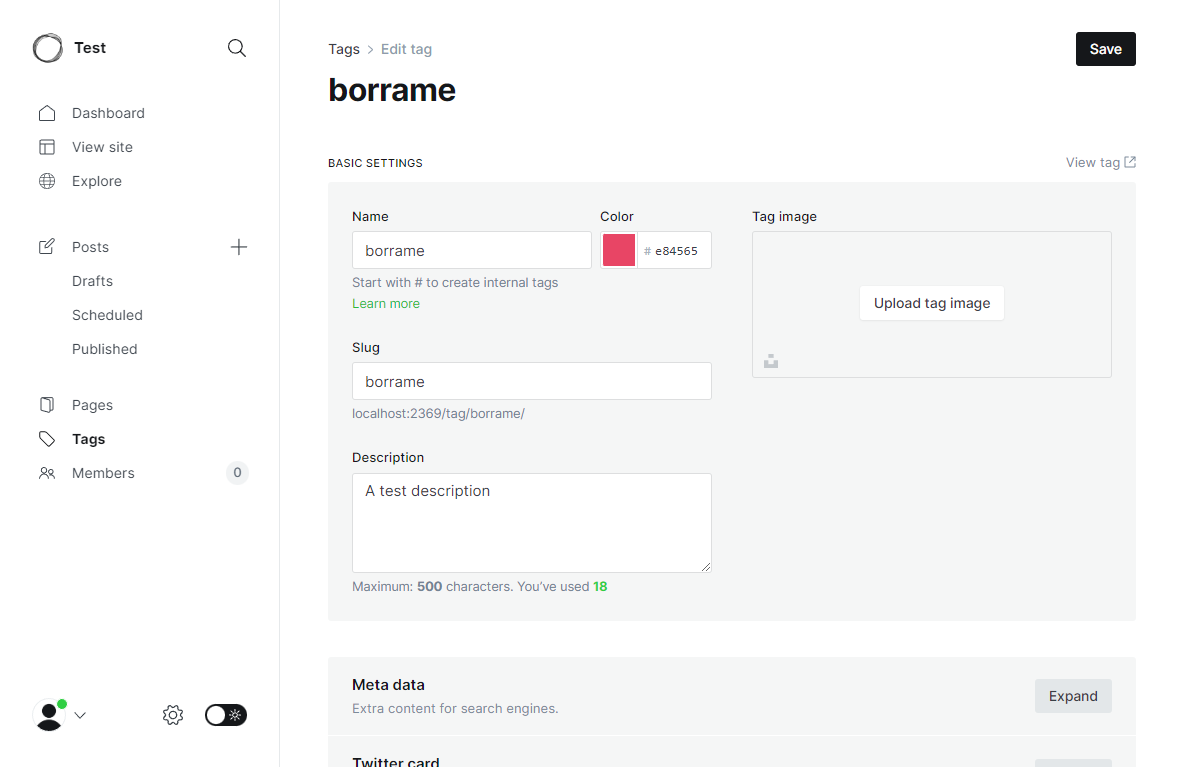 Test
Dashboard
View site
Explore
Posts
Drafts
Scheduled
Published
Pages
Tags
Members 0
Tags > Edit tag
Save
borrame
BASIC SETTINGS
View tag
Name
borrame
Start with # to create internal tags
Learn more
Color
# e84565
Slug
borrame
localhost:2369/tag/borrame/
Description
A test description
Maximum: 500 characters. You’ve used 18
Tag image
Upload tag image
Meta data
Extra content for search engines.
Expand
Twitter card